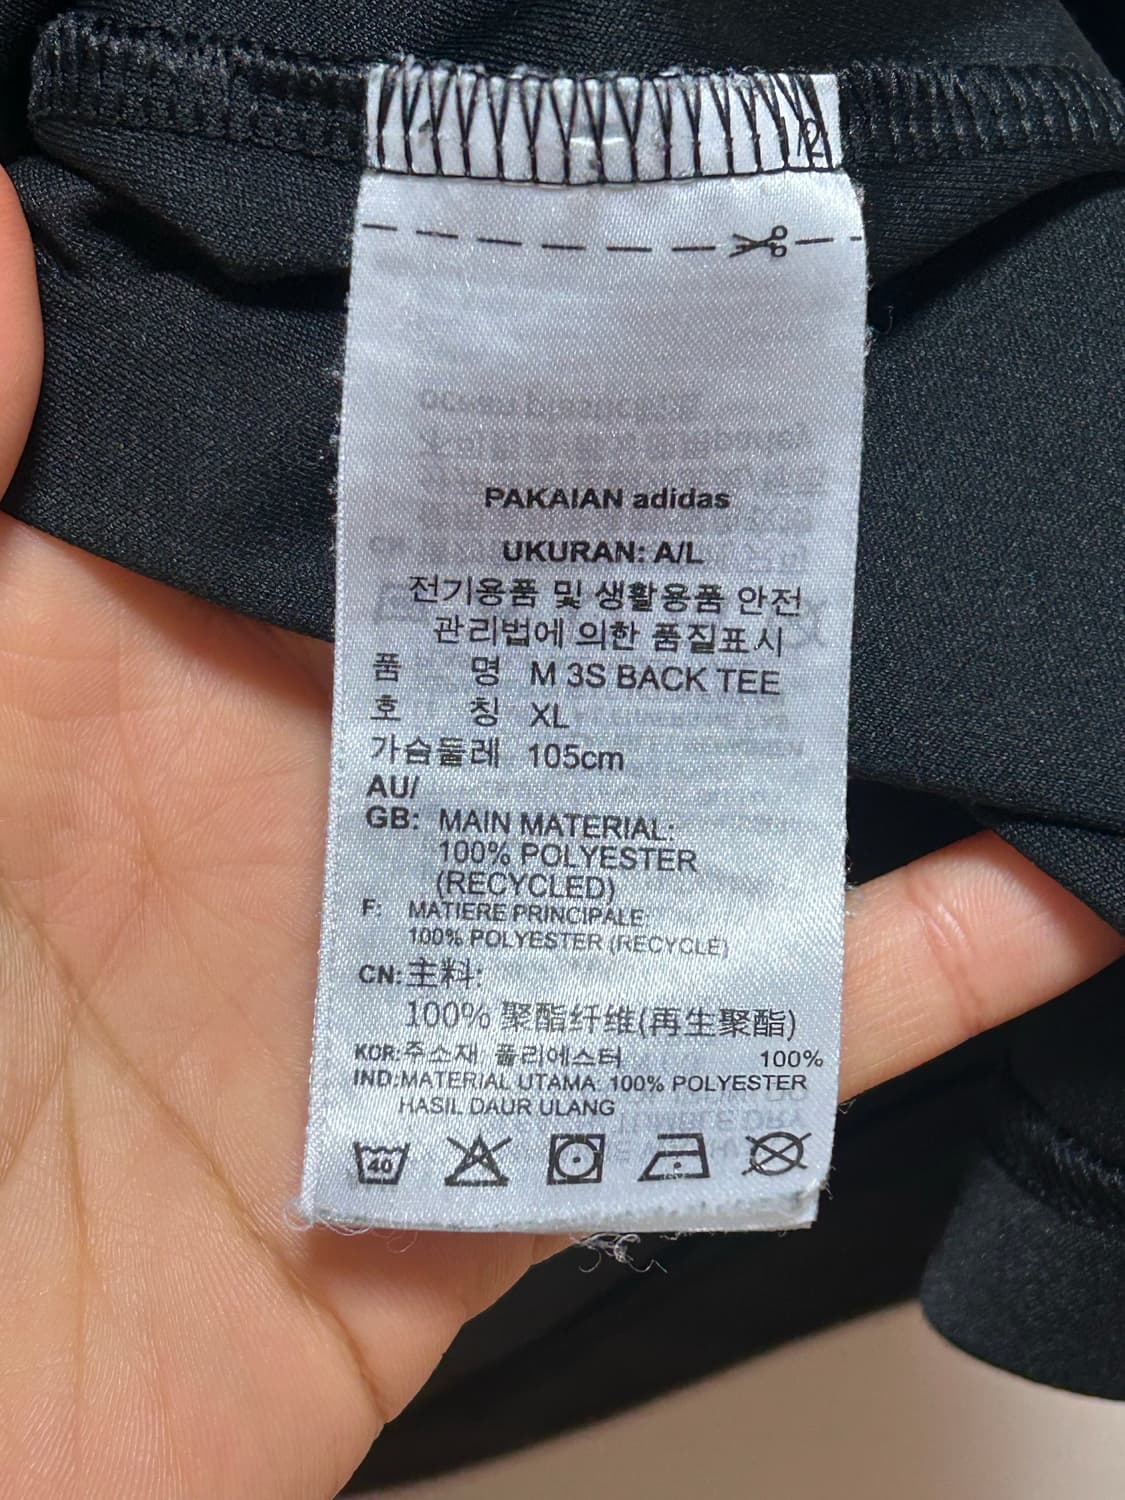 PAKAIAN adidas
UKURAN: A/L
전기용품 및 생활용품 안전
관리법에 의한 품질표시
품 명 M 3S BACK TEE
호 칭 XL
가슴둘레 105cm
AU/
GB: MAIN MATERIAL:
100% POLYESTER
(RECYCLED)
F: MATIERE PRINCIPALE:
100% POLYESTER (RECYCLE)
CN:主料:
100% 聚酯纤维(再生聚酯)
KOR:주소재 폴리에스터 100%
IND:MATERIAL UTAMA: 100% POLYESTER
HASIL DAUR ULANG
40